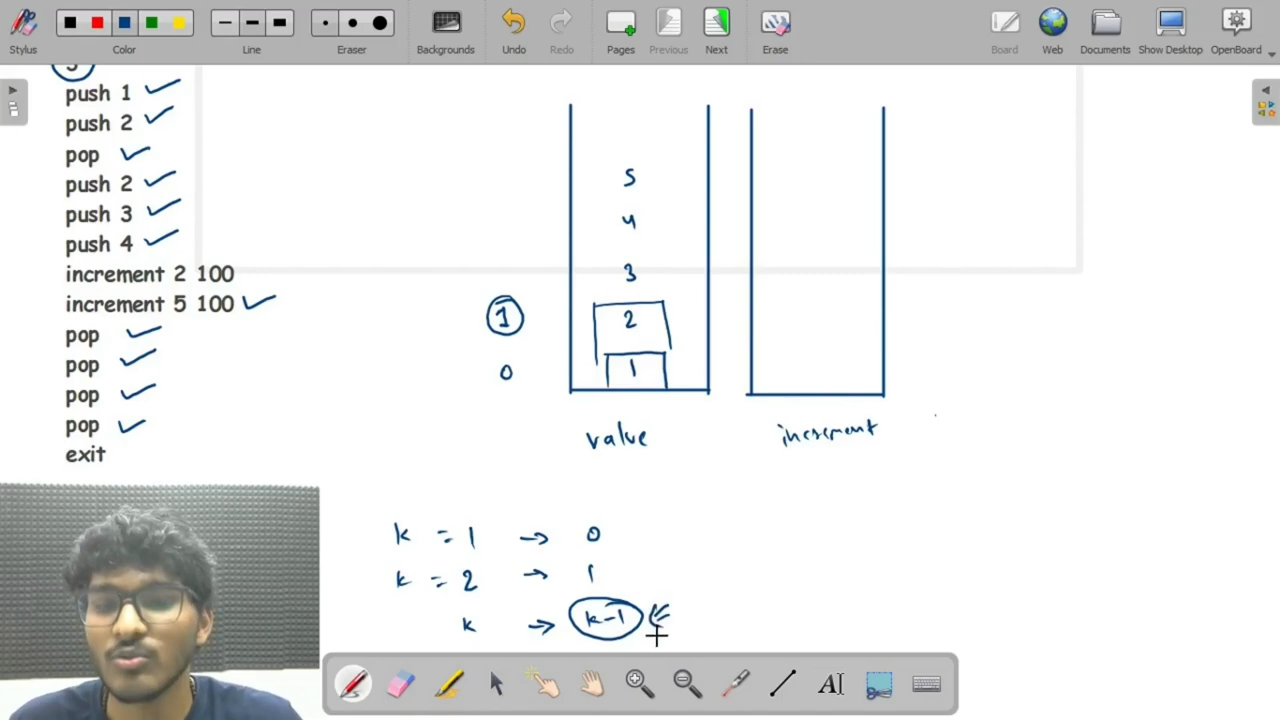 Stylus Color Line Eraser Backgrounds Undo Redo Pages Previous Next Erase Board Web Documents Show Desktop OpenBoard
push 1
push 2
pop
push 2
push 3
push 4
increment 2 100
increment 5 100
pop
pop
pop
pop
exit
5
4
3
1 2
0 1
value increment
k = 1 → 0
k = 2 → 1
k → k-1